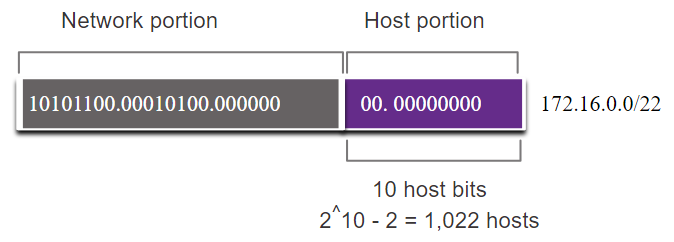 Network portion
Host portion
10101100.00010100.000000
00. 00000000
172.16.0.0/22
10 host bits
2^10 - 2 = 1,022 hosts